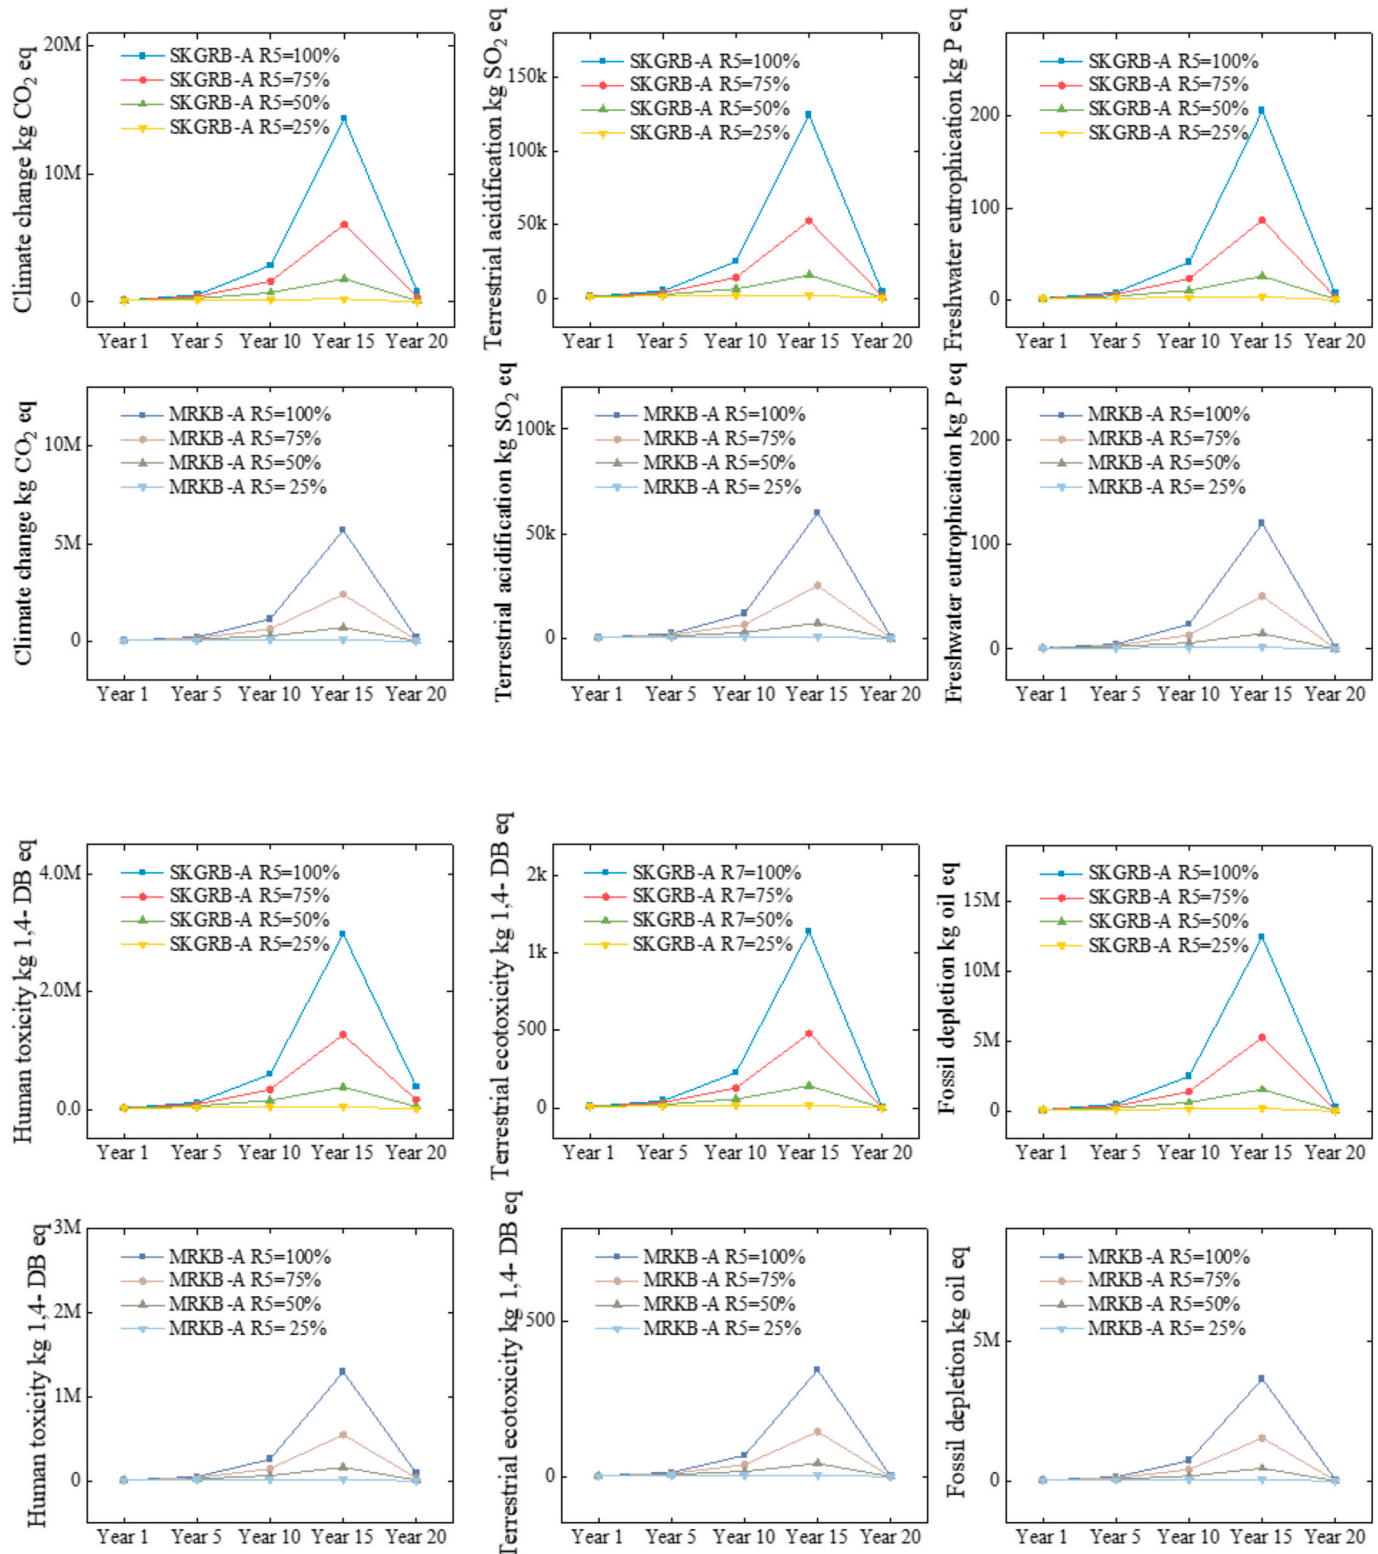 Climate change kg CO₂ eq
20M
10M
0
SKGRB-A R5=100%
SKGRB-A R5=75%
SKGRB-A R5=50%
SKGRB-A R5=25%
Year 1 Year 5 Year 10 Year 15 Year 20
Terrestrial acidification kg SO₂ eq
150k
100k
50k
0
SKGRB-A R5=100%
SKGRB-A R5=75%
SKGRB-A R5=50%
SKGRB-A R5=25%
Year 1 Year 5 Year 10 Year 15 Year 20
Freshwater eutrophication kg P eq
200
100
0
SKGRB-A R5=100%
SKGRB-A R5=75%
SKGRB-A R5=50%
SKGRB-A R5=25%
Year 1 Year 5 Year 10 Year 15 Year 20
Climate change kg CO₂ eq
10M
5M
0
MRKB-A R5=100%
MRKB-A R5=75%
MRKB-A R5=50%
MRKB-A R5= 25%
Year 1 Year 5 Year 10 Year 15 Year 20
Terrestrial acidification kg SO₂ eq
100k
50k
0
MRKB-A R5=100%
MRKB-A R5=75%
MRKB-A R5=50%
MRKB-A R5= 25%
Year 1 Year 5 Year 10 Year 15 Year 20
Freshwater eutrophication kg P eq
200
100
0
MRKB-A R5=100%
MRKB-A R5=75%
MRKB-A R5=50%
MRKB-A R5= 25%
Year 1 Year 5 Year 10 Year 15 Year 20
Human toxicity kg 1,4- DB eq
4.0M
2.0M
0.0
SKGRB-A R5=100%
SKGRB-A R5=75%
SKGRB-A R5=50%
SKGRB-A R5=25%
Year 1 Year 5 Year 10 Year 15 Year 20
Terrestrial ecotoxicity kg 1,4- DB eq
2k
1k
500
0
SKGRB-A R7=100%
SKGRB-A R7=75%
SKGRB-A R7=50%
SKGRB-A R7=25%
Year 1 Year 5 Year 10 Year 15 Year 20
Fossil depletion kg oil eq
15M
10M
5M
0
SKGRB-A R5=100%
SKGRB-A R5=75%
SKGRB-A R5=50%
SKGRB-A R5=25%
Year 1 Year 5 Year 10 Year 15 Year 20
Human toxicity kg 1,4- DB eq
3M
2M
1M
0
MRKB-A R5=100%
MRKB-A R5=75%
MRKB-A R5=50%
MRKB-A R5= 25%
Year 1 Year 5 Year 10 Year 15 Year 20
Terrestrial ecotoxicity kg 1,4- DB eq
500
0
MRKB-A R5=100%
MRKB-A R5=75%
MRKB-A R5=50%
MRKB-A R5= 25%
Year 1 Year 5 Year 10 Year 15 Year 20
Fossil depletion kg oil eq
5M
0
MRKB-A R5=100%
MRKB-A R5=75%
MRKB-A R5=50%
MRKB-A R5= 25%
Year 1 Year 5 Year 10 Year 15 Year 20